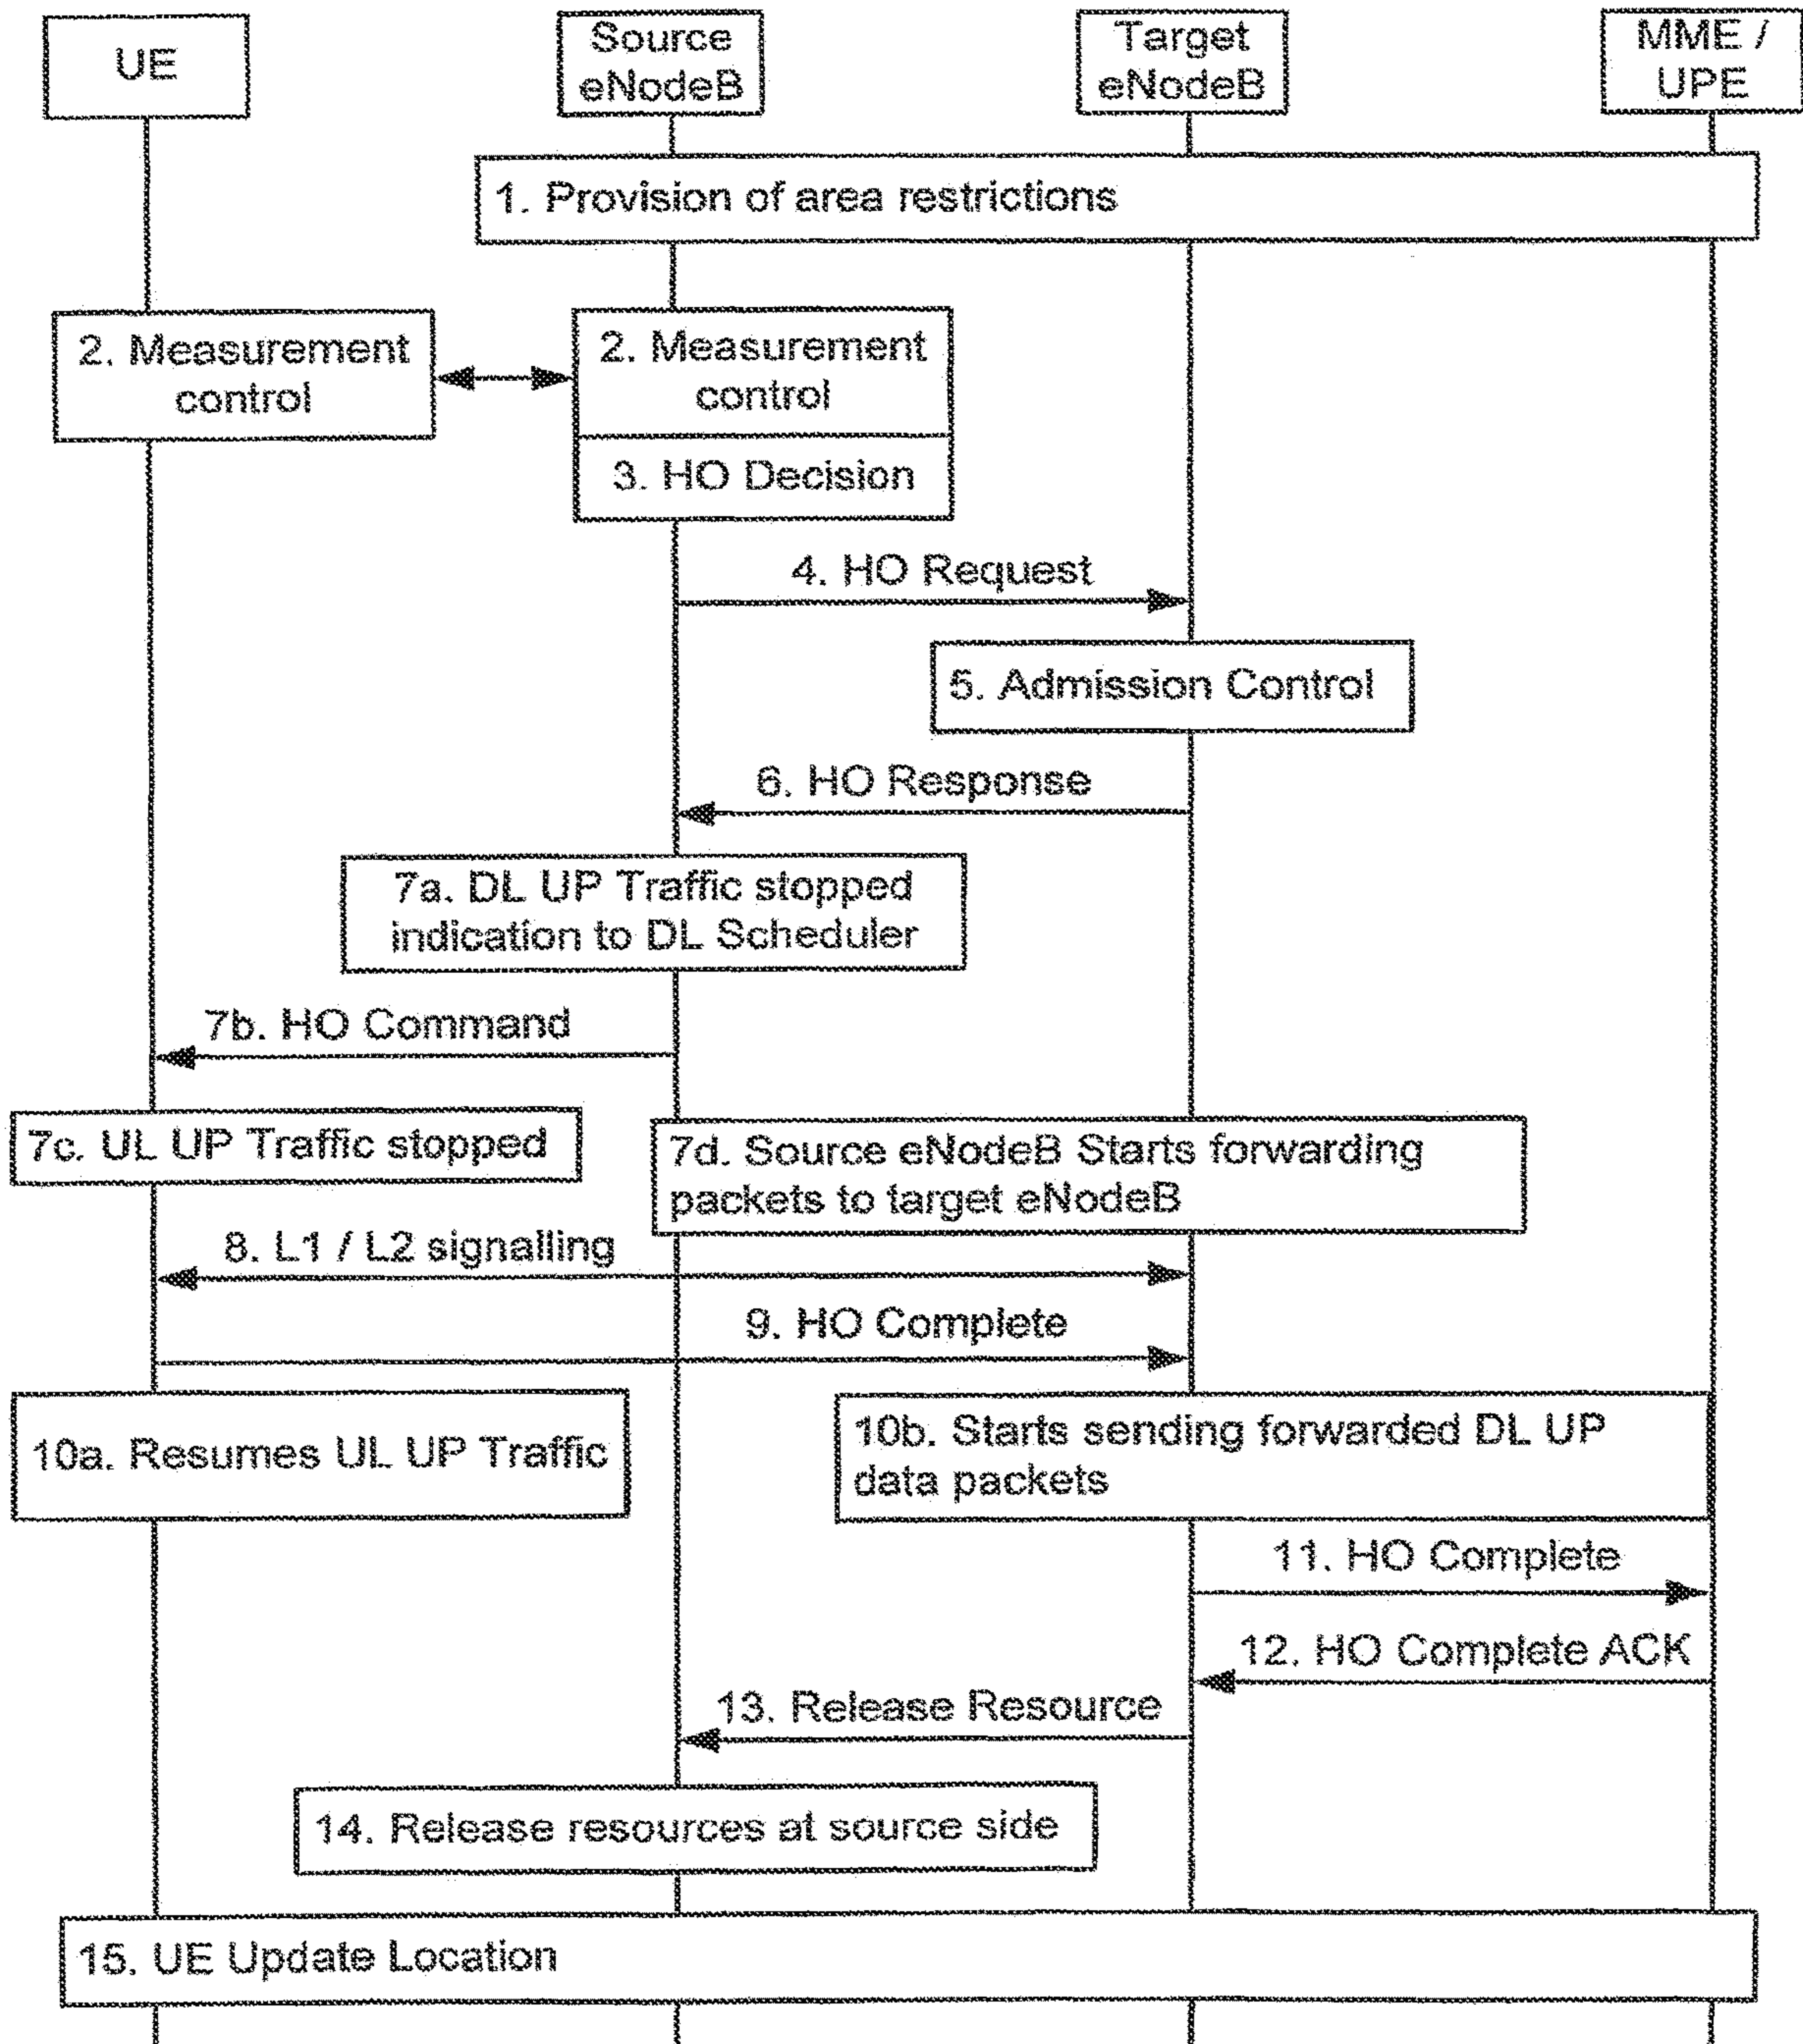 UE
Source
eNodeB
Target
eNodeB
MME /
UPE
1. Provision of area restrictions
2. Measurement
control
2. Measurement
control
3. HO Decision
4. HO Request
5. Admission Control
6. HO Response
7a. DL UP Traffic stopped
indication to DL Scheduler
7b. HO Command
7c. UL UP Traffic stopped
7d. Source eNodeB Starts forwarding
packets to target eNodeB
8. L1 / L2 signalling
9. HO Complete
10a. Resumes UL UP Traffic
10b. Starts sending forwarded DL UP
data packets
11. HO Complete
12. HO Complete ACK
13. Release Resource
14. Release resources at source side
15. UE Update Location